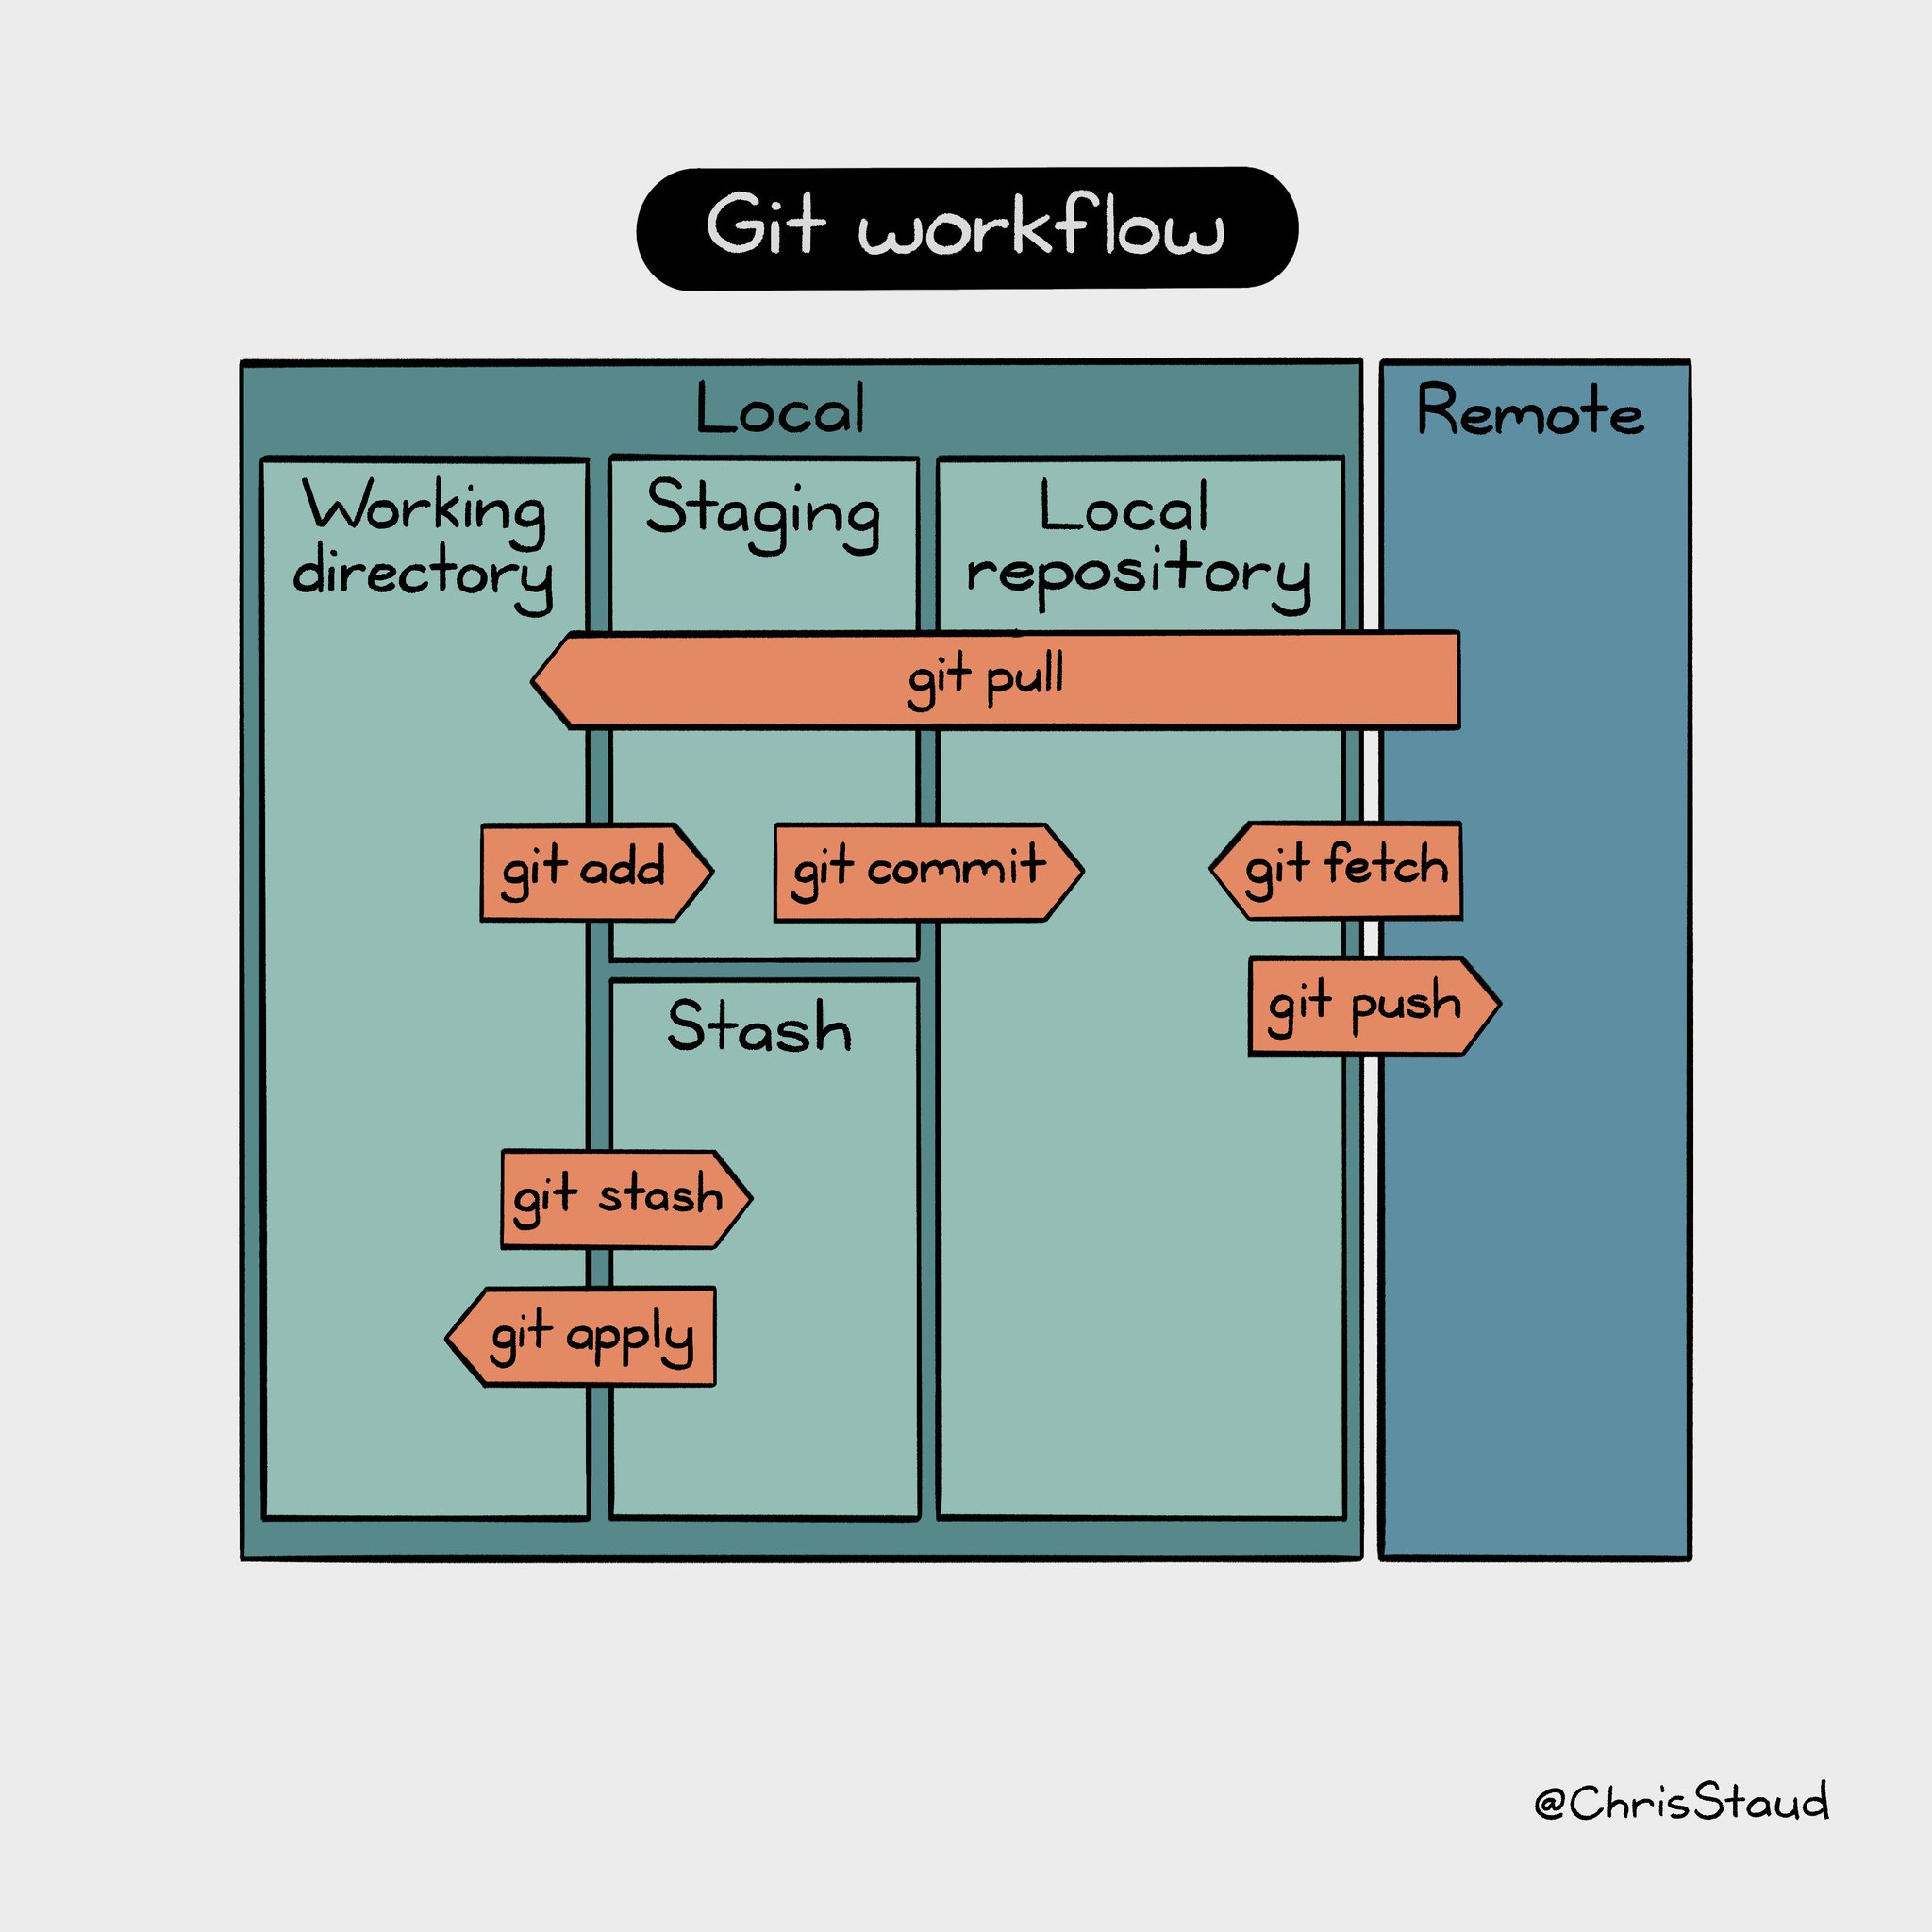 Git workflow
Local
Remote
Working
directory
Staging
Local
repository
git pull
git add
git commit
git fetch
git push
Stash
git stash
git apply
@ChrisStaud